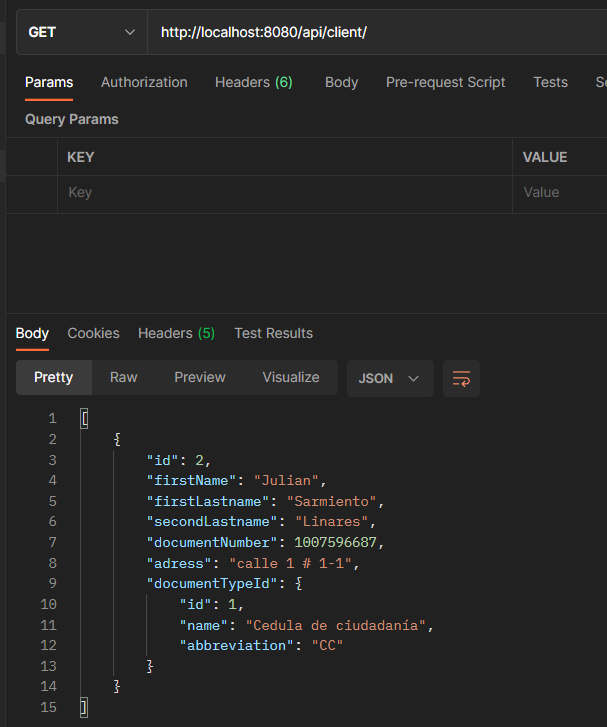 GET http://localhost:8080/api/client/
Params Authorization Headers (6) Body Pre-request Script Tests
Query Params
KEY VALUE
Key Value
Body Cookies Headers (5) Test Results
Pretty Raw Preview Visualize JSON
1 [
2 {
3 "id": 2,
4 "firstName": "Julian",
5 "firstLastname": "Sarmiento",
6 "secondLastname": "Linares",
7 "documentNumber": 1007596687,
8 "adress": "calle 1 # 1-1",
9 "documentTypeId": {
10 "id": 1,
11 "name": "Cedula de ciudadanía",
12 "abbreviation": "CC"
13 }
14 }
15 ]